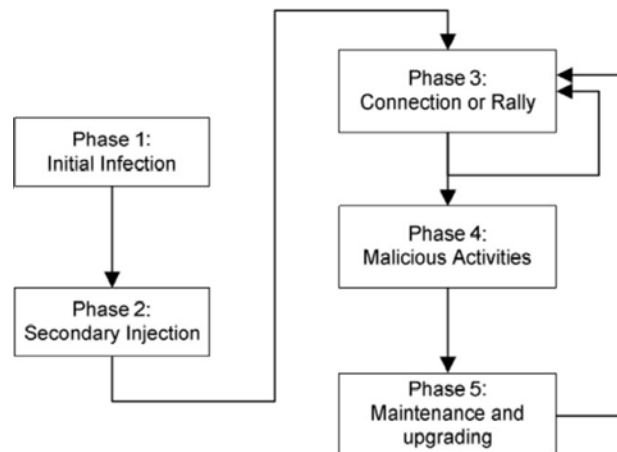 Phase 1:
Initial Infection
Phase 2:
Secondary Injection
Phase 3:
Connection or Rally
Phase 4:
Malicious Activities
Phase 5:
Maintenance and
upgrading